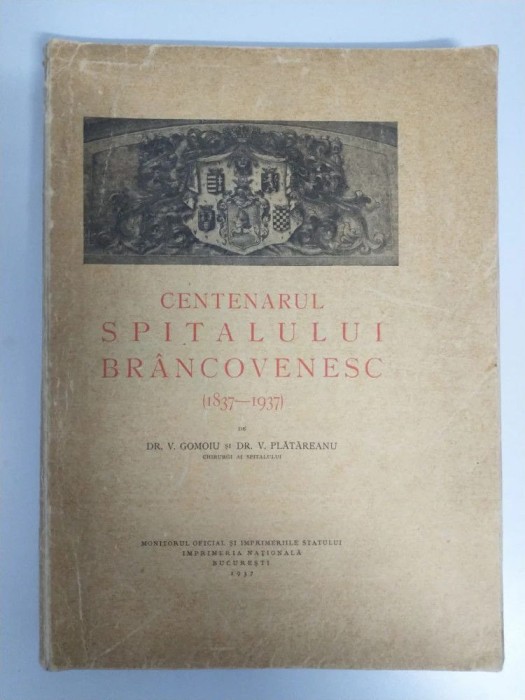 CENTENARUL
SPITALULUI
BRÂNCOVENESC
(1837—1937)
DE
DR. V. GOMOIU ȘI DR. V. PLĂTĂREANU
CHIRURGI AI SPITALULUI
MONITORUL OFICIAL ȘI IMPRIMERIILE STATULUI
IMPRIMERIA NAȚIONALĂ
BUCUREȘTI
1937